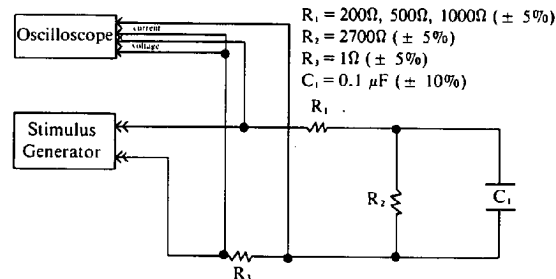 Oscilloscope
current
voltage
R₁ = 200Ω, 500Ω, 1000Ω (± 5%)
R₂ = 2700Ω (± 5%)
R₃ = 1Ω (± 5%)
C₁ = 0.1 μF (± 10%)
Stimulus
Generator
R₁
R₂
C₁
R₃